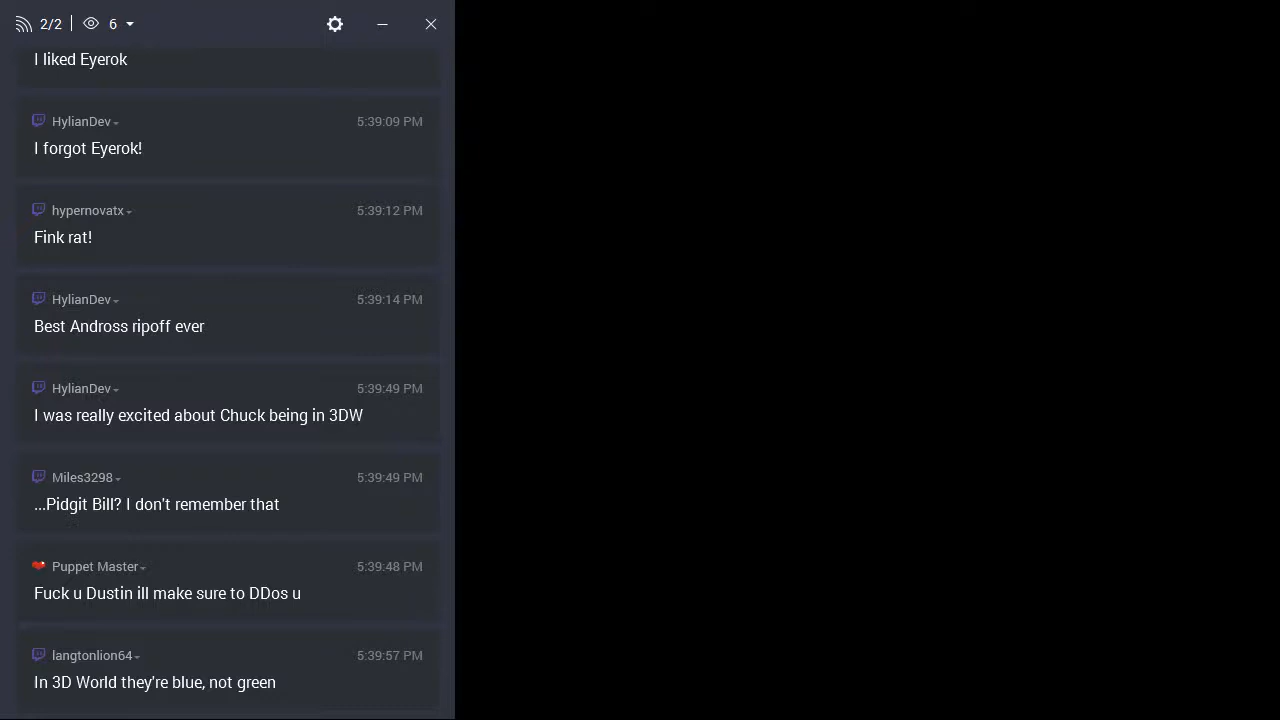 2/2 | 6
I liked Eyerok
HylianDev 5:39:09 PM
I forgot Eyerok!
hypernovatx 5:39:12 PM
Fink rat!
HylianDev 5:39:14 PM
Best Andross ripoff ever
HylianDev 5:39:49 PM
I was really excited about Chuck being in 3DW
Miles3298 5:39:49 PM
...Pidgit Bill? I don't remember that
Puppet Master 5:39:48 PM
Fuck u Dustin ill make sure to DDos u
langtonlion64 5:39:57 PM
In 3D World they're blue, not green